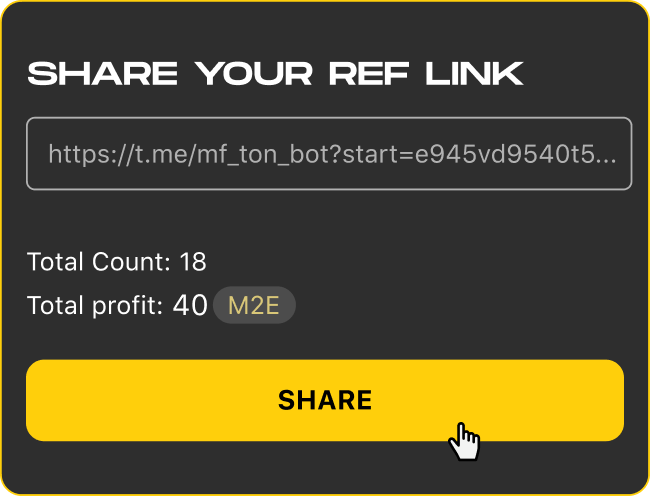 SHARE YOUR REF LINK
https://t.me/mf_ton_bot?start=e945vd9540t5...
Total Count: 18
Total profit: 40 M2E
SHARE